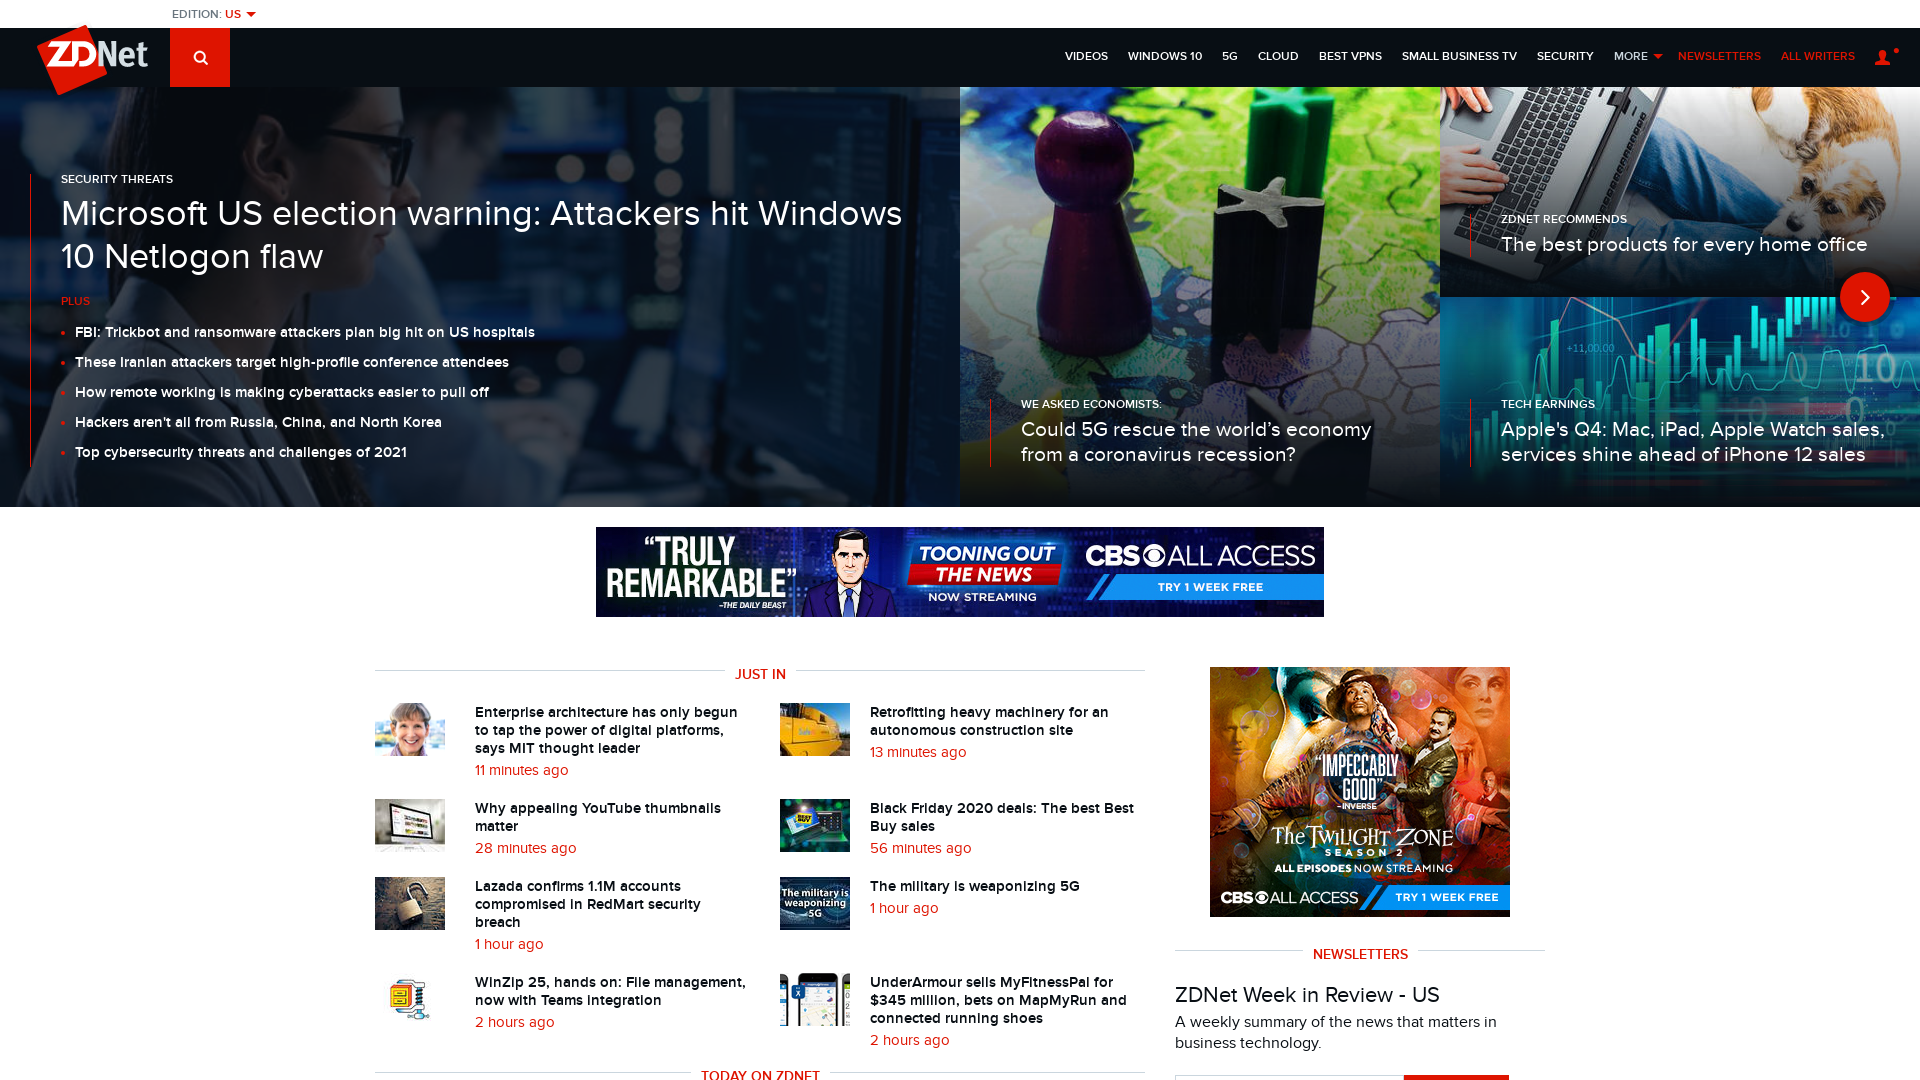 EDITION: US
ZDNet
VIDEOS WINDOWS 10 5G CLOUD BEST VPNS SMALL BUSINESS TV SECURITY MORE NEWSLETTERS ALL WRITERS
SECURITY THREATS
Microsoft US election warning: Attackers hit Windows
10 Netlogon flaw
PLUS
FBI: Trickbot and ransomware attackers plan big hit on US hospitals
These Iranian attackers target high-profile conference attendees
How remote working is making cyberattacks easier to pull off
Hackers aren't all from Russia, China, and North Korea
Top cybersecurity threats and challenges of 2021
WE ASKED ECONOMISTS:
Could 5G rescue the world’s economy
from a coronavirus recession?
ZDNET RECOMMENDS
The best products for every home office
+11,00.00
10
TECH EARNINGS
Apple's Q4: Mac, iPad, Apple Watch sales,
services shine ahead of iPhone 12 sales
“TRULY
REMARKABLE”
–THE DAILY BEAST
TOONING OUT
THE NEWS
NOW STREAMING
CBS ALL ACCESS
TRY 1 WEEK FREE
JUST IN
Enterprise architecture has only begun
to tap the power of digital platforms,
says MIT thought leader
11 minutes ago
Retrofitting heavy machinery for an
autonomous construction site
13 minutes ago
Why appealing YouTube thumbnails
matter
28 minutes ago
BEST BUY
Black Friday 2020 deals: The best Best
Buy sales
56 minutes ago
Lazada confirms 1.1M accounts
compromised in RedMart security
breach
1 hour ago
The military is
weaponizing
5G
The military is weaponizing 5G
1 hour ago
WinZip 25, hands on: File management,
now with Teams integration
2 hours ago
UnderArmour sells MyFitnessPal for
$345 million, bets on MapMyRun and
connected running shoes
2 hours ago
TODAY ON ZDNET
“IMPECCABLY
GOOD”
–INVERSE
The Twilight Zone
SEASON 2
ALL EPISODES NOW STREAMING
CBS ALL ACCESS
TRY 1 WEEK FREE
NEWSLETTERS
ZDNet Week in Review - US
A weekly summary of the news that matters in
business technology.